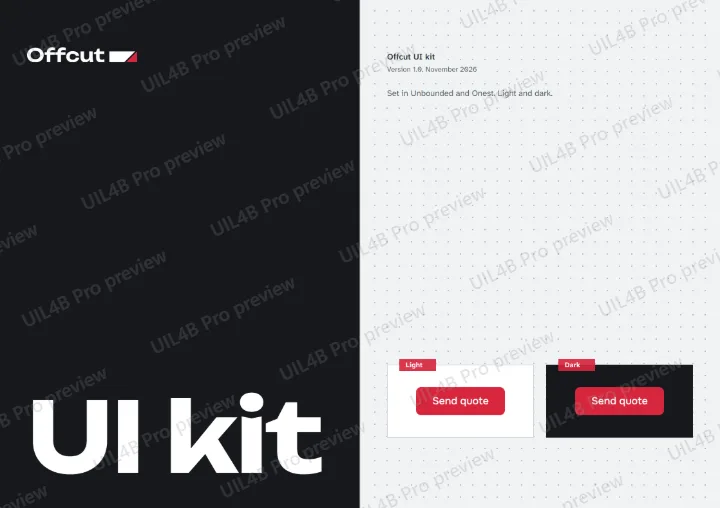 Offcut
UI kit
Offcut UI kit
Version 1.0. November 2026
Set in Unbounded and Onest. Light and dark.
Light
Send quote
Dark
Send quote
UIL4B Pro preview